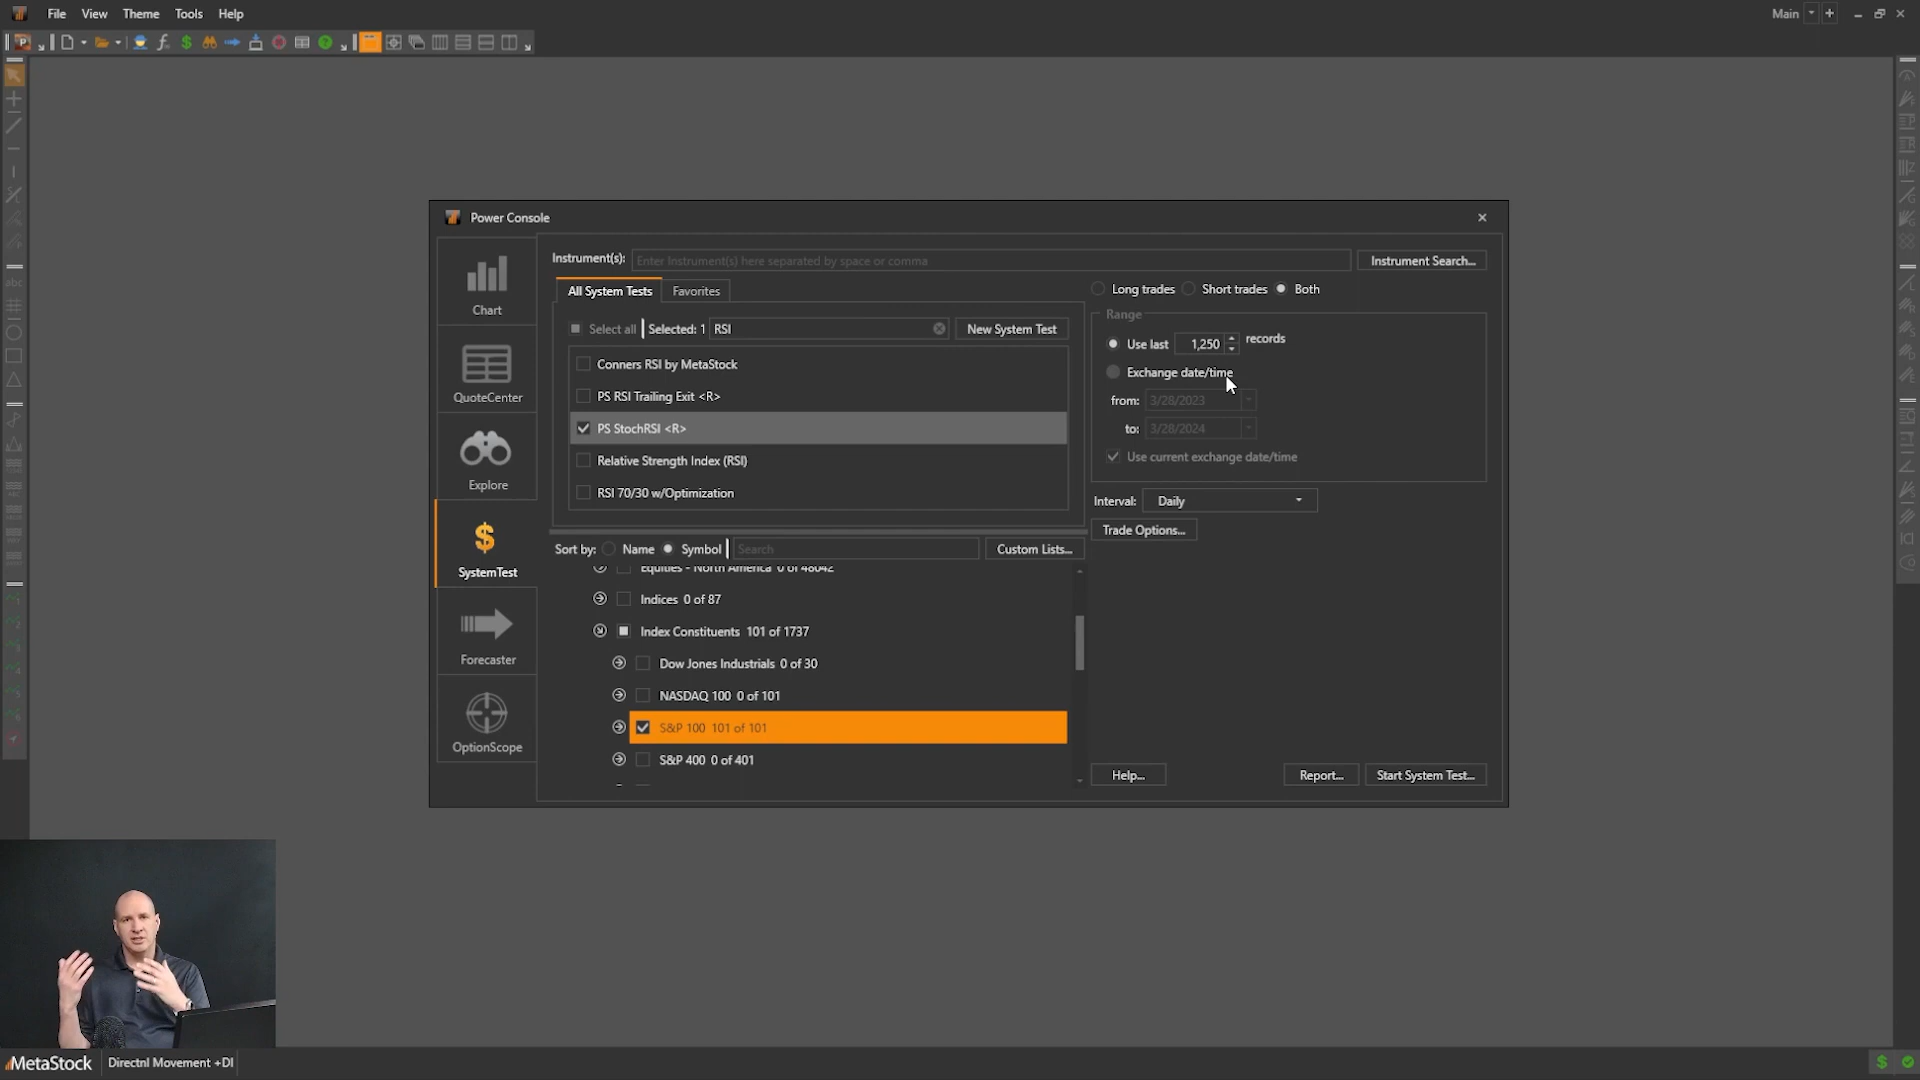 File View Theme Tools Help
Main
Power Console
Chart
QuoteCenter
Explore
SystemTest
Forecaster
OptionScope
Instrument(s): Enter Instrument(s) here separated by space or comma Instrument Search...
All System Tests Favorites
Select all Selected: 1 RSI New System Test
Conners RSI by MetaStock
PS RSI Trailing Exit <R>
PS StochRSI <R>
Relative Strength Index (RSI)
RSI 70/30 w/Optimization
Sort by: Name Symbol Search Custom Lists...
Equities - North America 0 of 48042
Indices 0 of 87
Index Constituents 101 of 1737
Dow Jones Industrials 0 of 30
NASDAQ 100 0 of 101
S&P 100 101 of 101
S&P 400 0 of 401
Long trades Short trades Both
Range
Use last 1,250 records
Exchange date/time
from: 3/28/2023
to: 3/28/2024
Use current exchange date/time
Interval: Daily
Trade Options...
Help... Report... Start System Test...
MetaStock Directnl Movement +DI